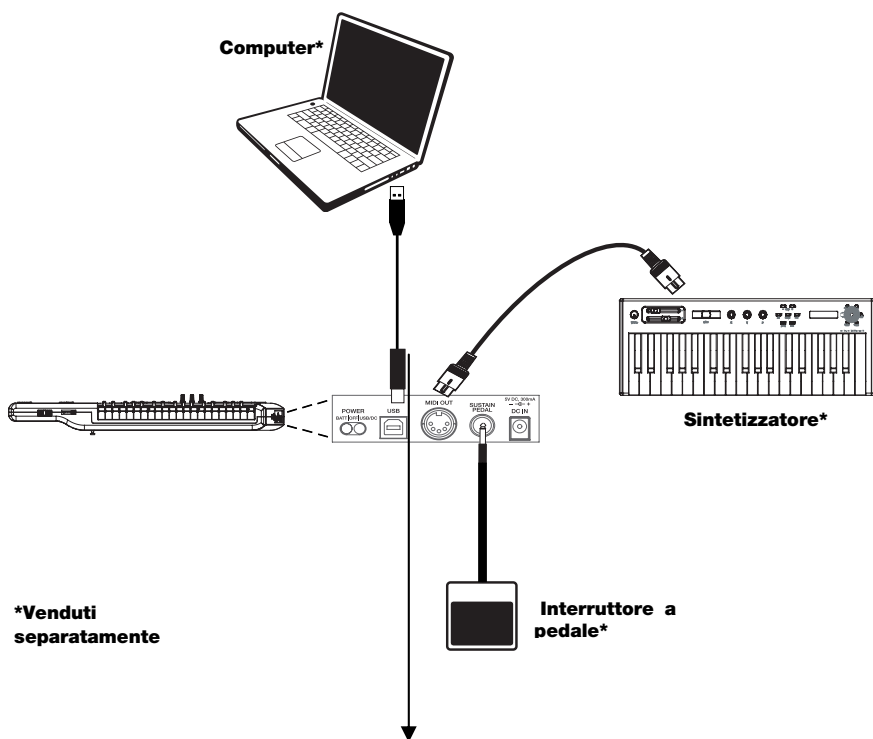 Computer*
POWER
BATT OFF USB/DC
USB
MIDI OUT
SUSTAIN
PEDAL
5V DC, 300mA
DC IN
Sintetizzatore*
*Venduti
separatamente
Interruttore a
pedale*